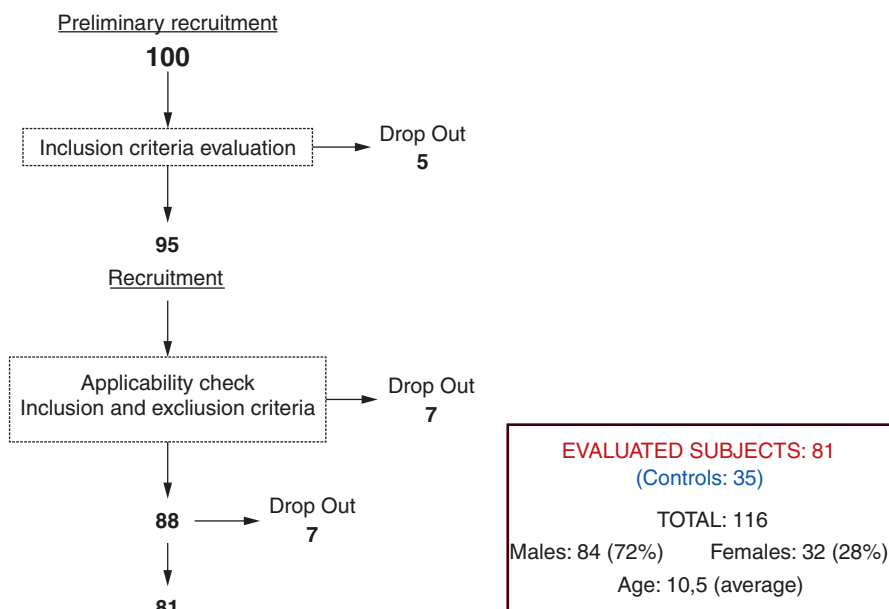 Preliminary recruitment
100
Inclusion criteria evaluation
Drop Out
5
95
Recruitment
Applicability check
Inclusion and excliusion criteria
Drop Out
7
88
Drop Out
7
81
EVALUATED SUBJECTS: 81
(Controls: 35)
TOTAL: 116
Males: 84 (72%) Females: 32 (28%)
Age: 10,5 (average)